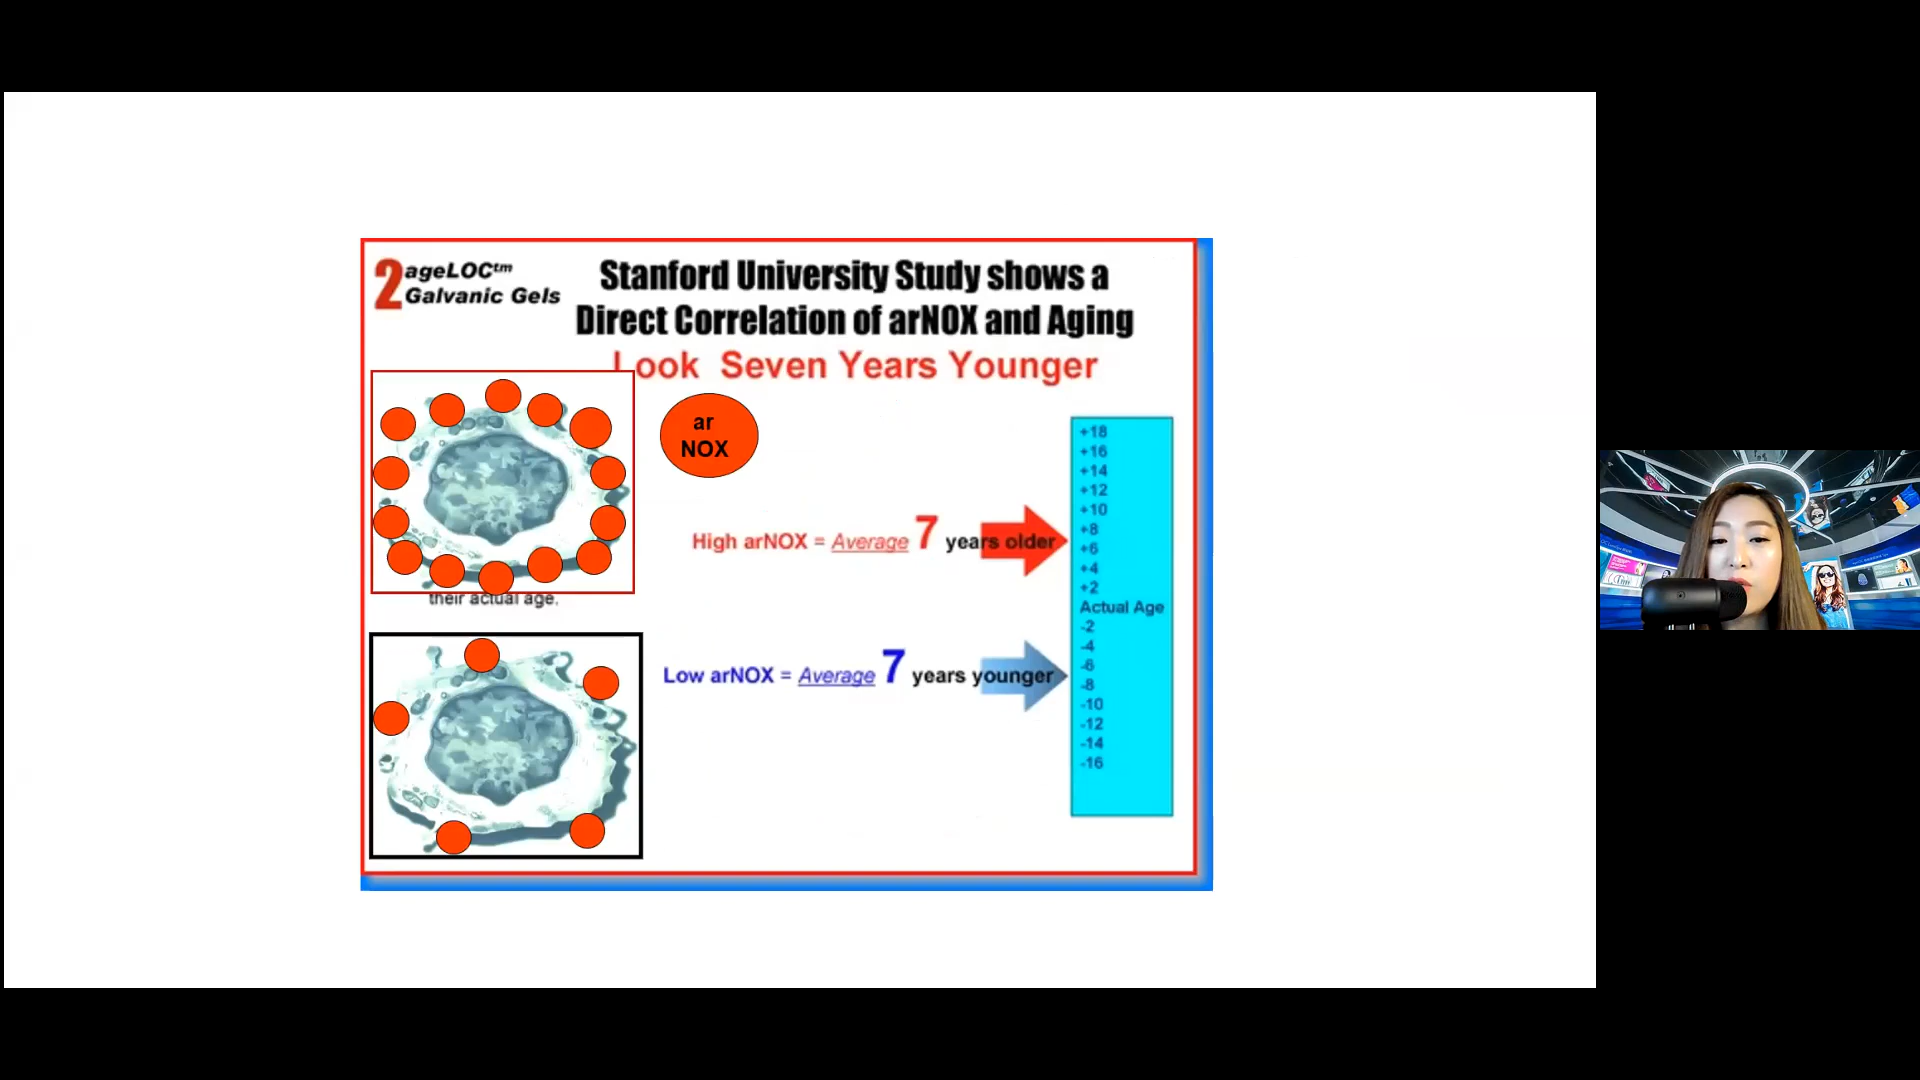 2 ageLOC™
Galvanic Gels
Stanford University Study shows a
Direct Correlation of arNOX and Aging
Look Seven Years Younger
ar
NOX
High arNOX = Average 7 years older
their actual age.
Low arNOX = Average 7 years younger
+18
+16
+14
+12
+10
+8
+6
+4
+2
Actual Age
-2
-4
-6
-8
-10
-12
-14
-16